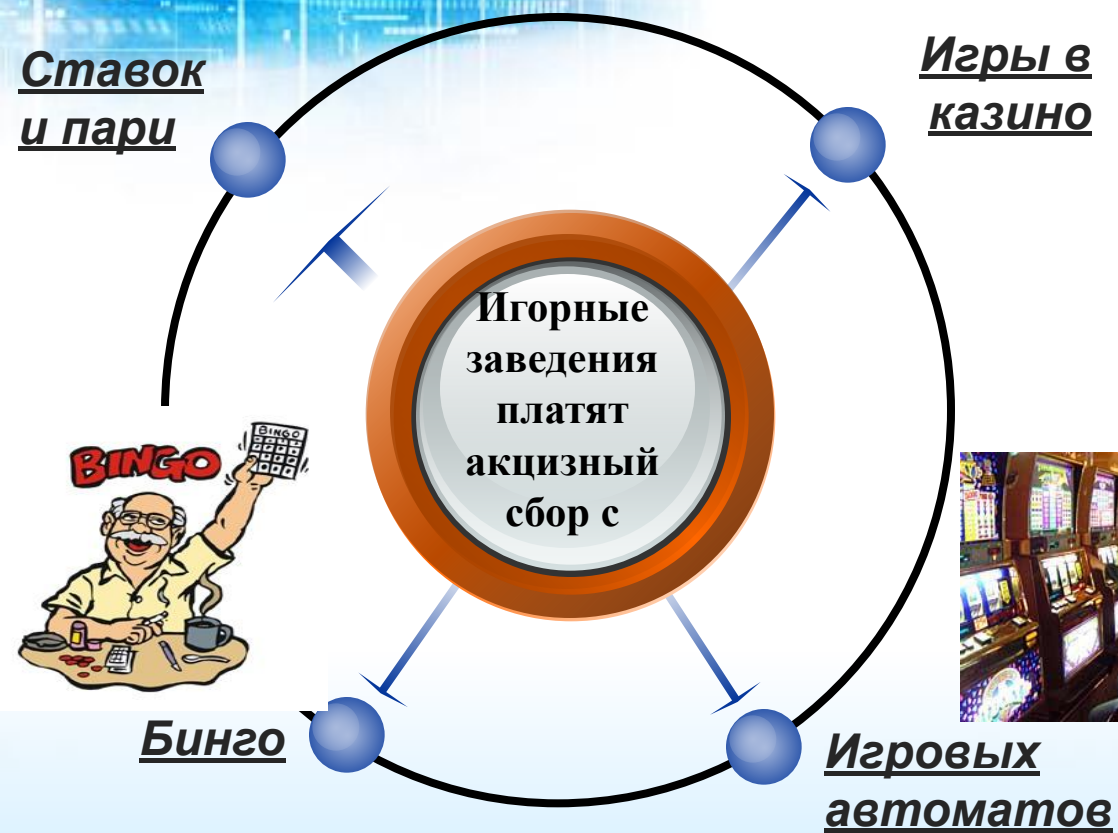 Ставок
и пари
Игры в
казино
Игорные
заведения
платят
акцизный
сбор с
BINGO
BINGO
Бинго
Игровых
автоматов